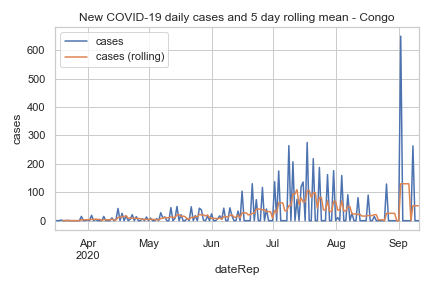 New COVID-19 daily cases and 5 day rolling mean - Congo
cases
cases (rolling)
600
500
400
300
200
100
0
cases
Apr
2020
May
Jun
Jul
Aug
Sep
dateRep